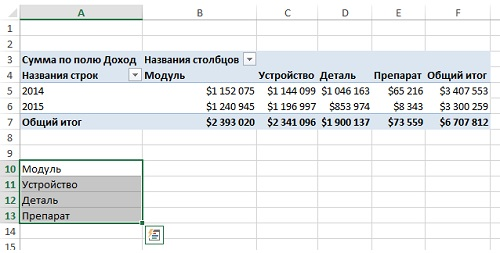 A B C D E F
1
2
3 Сумма по полю Доход Названия столбцов
4 Названия строк Модуль Устройство Деталь Препарат Общий итог
5 2014 $1 152 075 $1 144 099 $1 046 163 $65 216 $3 407 553
6 2015 $1 240 945 $1 196 997 $853 974 $8 343 $3 300 259
7 Общий итог $2 393 020 $2 341 096 $1 900 137 $73 559 $6 707 812
8
9
10 Модуль
11 Устройство
12 Деталь
13 Препарат
14
15